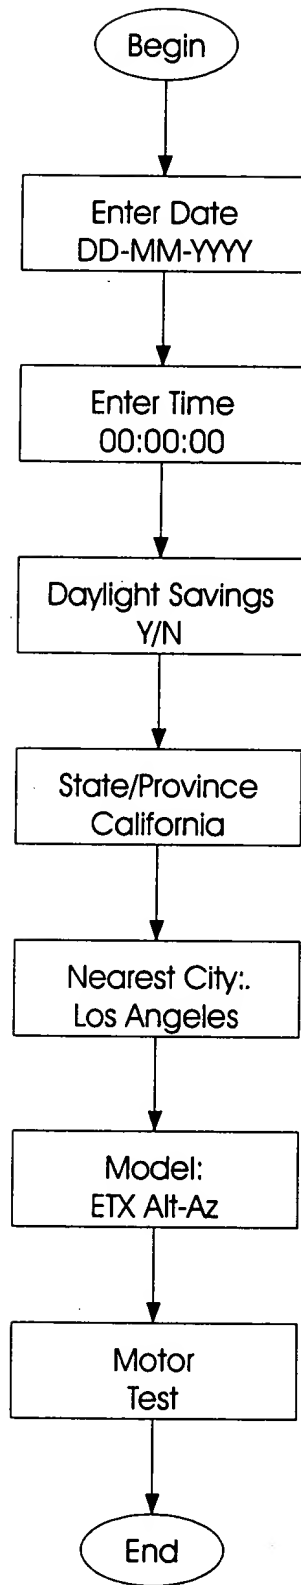 Begin
Enter Date
DD-MM-YYYY
Enter Time
00:00:00
Daylight Savings
Y/N
State/Province
California
Nearest City:.
Los Angeles
Model:
ETX Alt-Az
Motor
Test
End